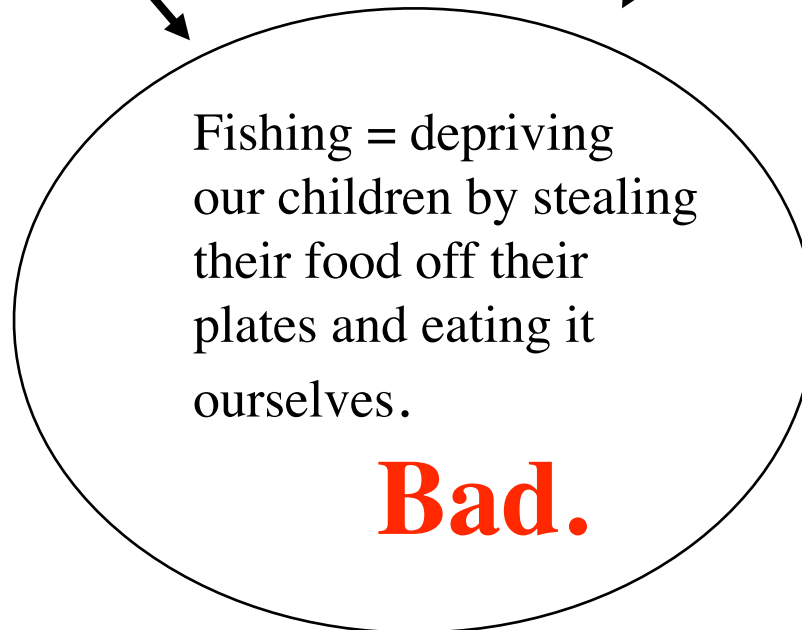 Fishing = depriving
our children by stealing
their food off their
plates and eating it
ourselves.
Bad.